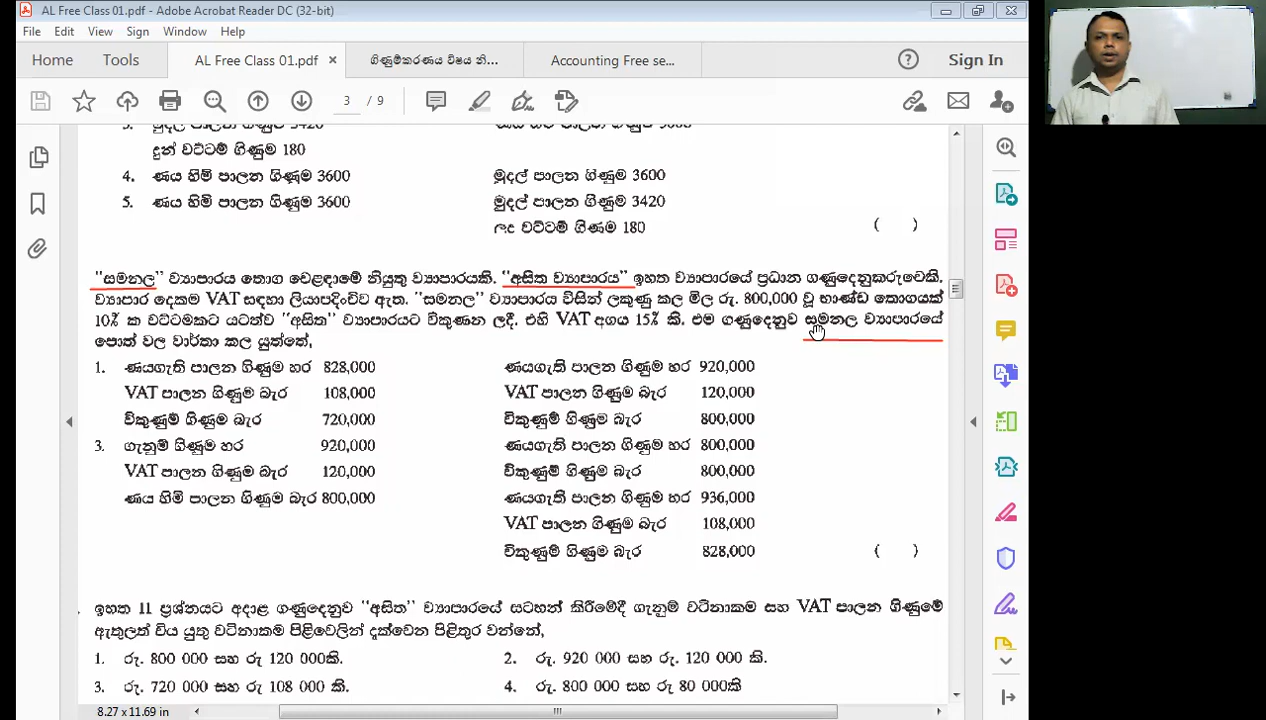 AL Free Class 01.pdf - Adobe Acrobat Reader DC (32-bit)
File Edit View Sign Window Help
Home Tools AL Free Class 01.pdf × ගිණුම්කරණය විෂය නි... Accounting Free se... Sign In
3 / 9
3. මුදල් පාලන ගිණුම 3420
දුන් වට්ටම් ගිණුම 180
4. ණය හිමි පාලන ගිණුම 3600 මුදල් පාලන ගිණුම 3600
5. ණය හිමි පාලන ගිණුම 3600 මුදල් පාලන ගිණුම 3420
ලද වට්ටම් ගිණම 180 ( )
"සමනල" ව්‍යාපාරය තොග වෙළඳාමේ නියුතු ව්‍යාපාරයකි. "අසිත ව්‍යාපාරය" ඉහත ව්‍යාපාරයේ ප්‍රධාන ගණුදෙනුකරුවෙකි.
ව්‍යාපාර දෙකම VAT සඳහා ලියාපදිංචිව ඇත. "සමනල" ව්‍යාපාරය විසින් ලකුණු කල මිල රු. 800,000 වූ භාණ්ඩ තොගයක්
10% ක වට්ටමකට යටත්ව "අසිත" ව්‍යාපාරයට විකුණන ලදී. එහි VAT අගය 15% කි. එම ගණුදෙනුව සමනල ව්‍යාපාරයේ
පොත් වල වාර්තා කල යුත්තේ,
1. ණයගැති පාලන ගිණුම හර 828,000 ණයගැති පාලන ගිණුම හර 920,000
VAT පාලන ගිණුම බැර 108,000 VAT පාලන ගිණුම බැර 120,000
විකුණුම් ගිණුම බැර 720,000 විකුණුම් ගිණුම බැර 800,000
3. ගැනුම් ගිණුම හර 920,000 ණයගැති පාලන ගිණුම හර 800,000
VAT පාලන ගිණුම බැර 120,000 විකුණුම් ගිණුම බැර 800,000
ණය හිමි පාලන ගිණුම බැර 800,000 ණයගැති පාලන ගිණුම හර 936,000
VAT පාලන ගිණුම බැර 108,000
විකුණුම් ගිණුම බැර 828,000 ( )
ඉහත 11 ප්‍රශ්නයට අදාළ ගණුදෙනුව "අසිත" ව්‍යාපාරයේ සටහන් කිරීමේදී ගැනුම් වටිනාකම සහ VAT පාලන ගිණුමේ
ඇතුලත් විය යුතු වටිනාකම පිළිවෙලින් දැක්වෙන පිළිතුර වන්නේ,
1. රු. 800 000 සහ රු 120 000කි. 2. රු. 920 000 සහ රු. 120 000 කි.
3. රු. 720 000 සහ රු 108 000 කි. 4. රු. 800 000 සහ රු 80 000කි
8.27 x 11.69 in